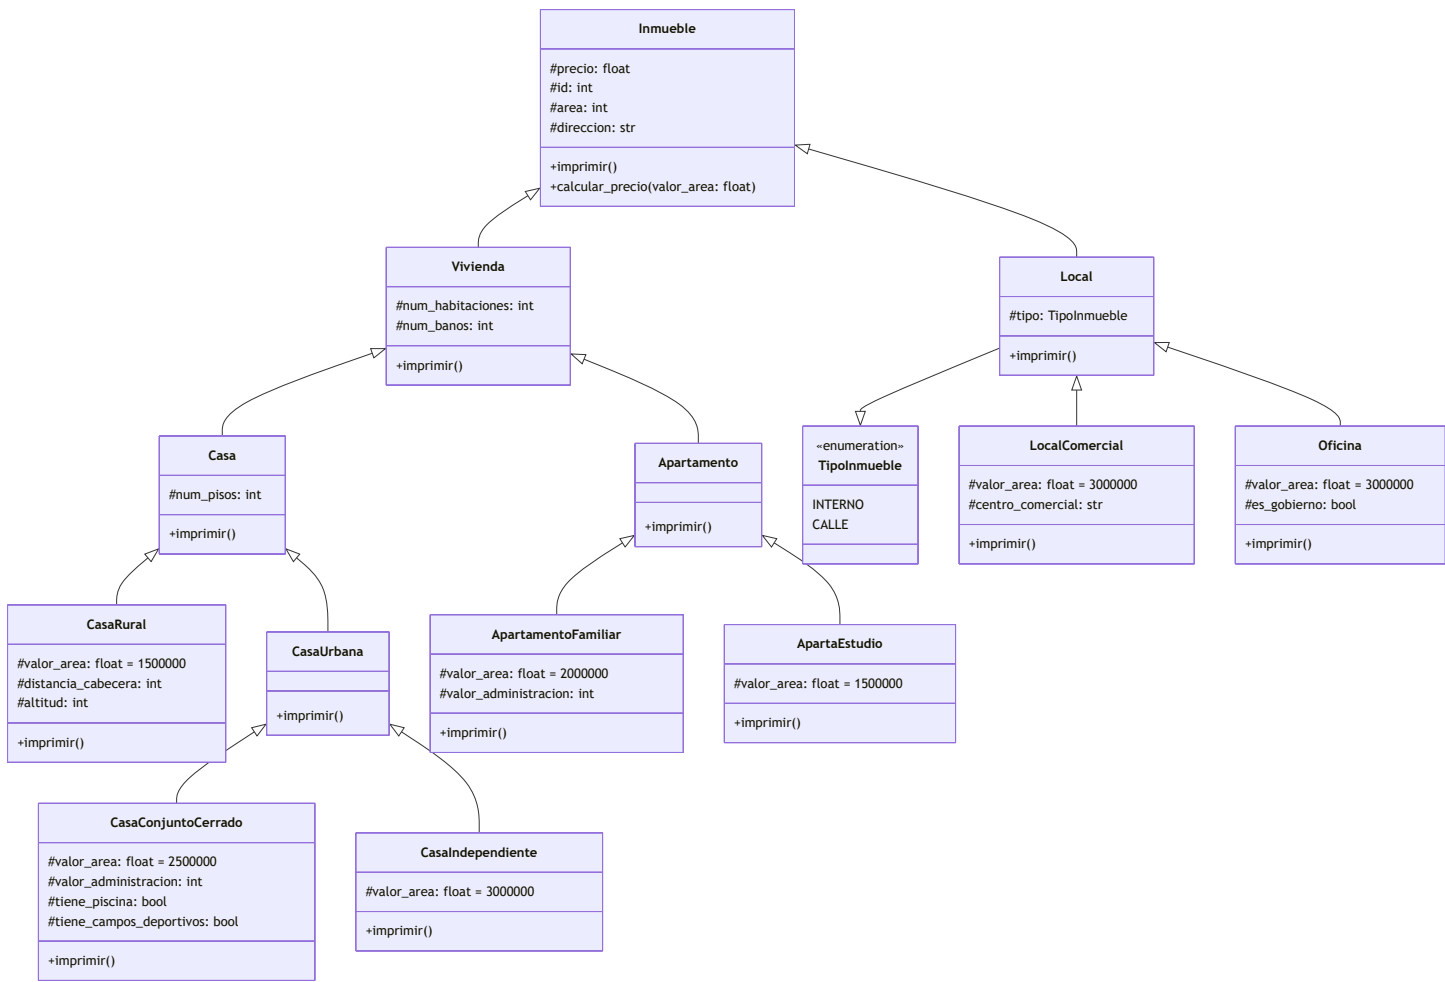 Inmueble
#precio: float
#id: int
#area: int
#direccion: str
+imprimir()
+calcular_precio(valor_area: float)
Vivienda
#num_habitaciones: int
#num_banos: int
+imprimir()
Local
#tipo: TipoInmueble
+imprimir()
Casa
#num_pisos: int
+imprimir()
Apartamento
+imprimir()
«enumeration»
TipoInmueble
INTERNO
CALLE
LocalComercial
#valor_area: float = 3000000
#centro_comercial: str
+imprimir()
Oficina
#valor_area: float = 3000000
#es_gobierno: bool
+imprimir()
CasaRural
#valor_area: float = 1500000
#distancia_cabecera: int
#altitud: int
+imprimir()
CasaUrbana
+imprimir()
ApartamentoFamiliar
#valor_area: float = 2000000
#valor_administracion: int
+imprimir()
ApartaEstudio
#valor_area: float = 1500000
+imprimir()
CasaConjuntoCerrado
#valor_area: float = 2500000
#valor_administracion: int
#tiene_piscina: bool
#tiene_campos_deportivos: bool
+imprimir()
CasaIndependiente
#valor_area: float = 3000000
+imprimir()